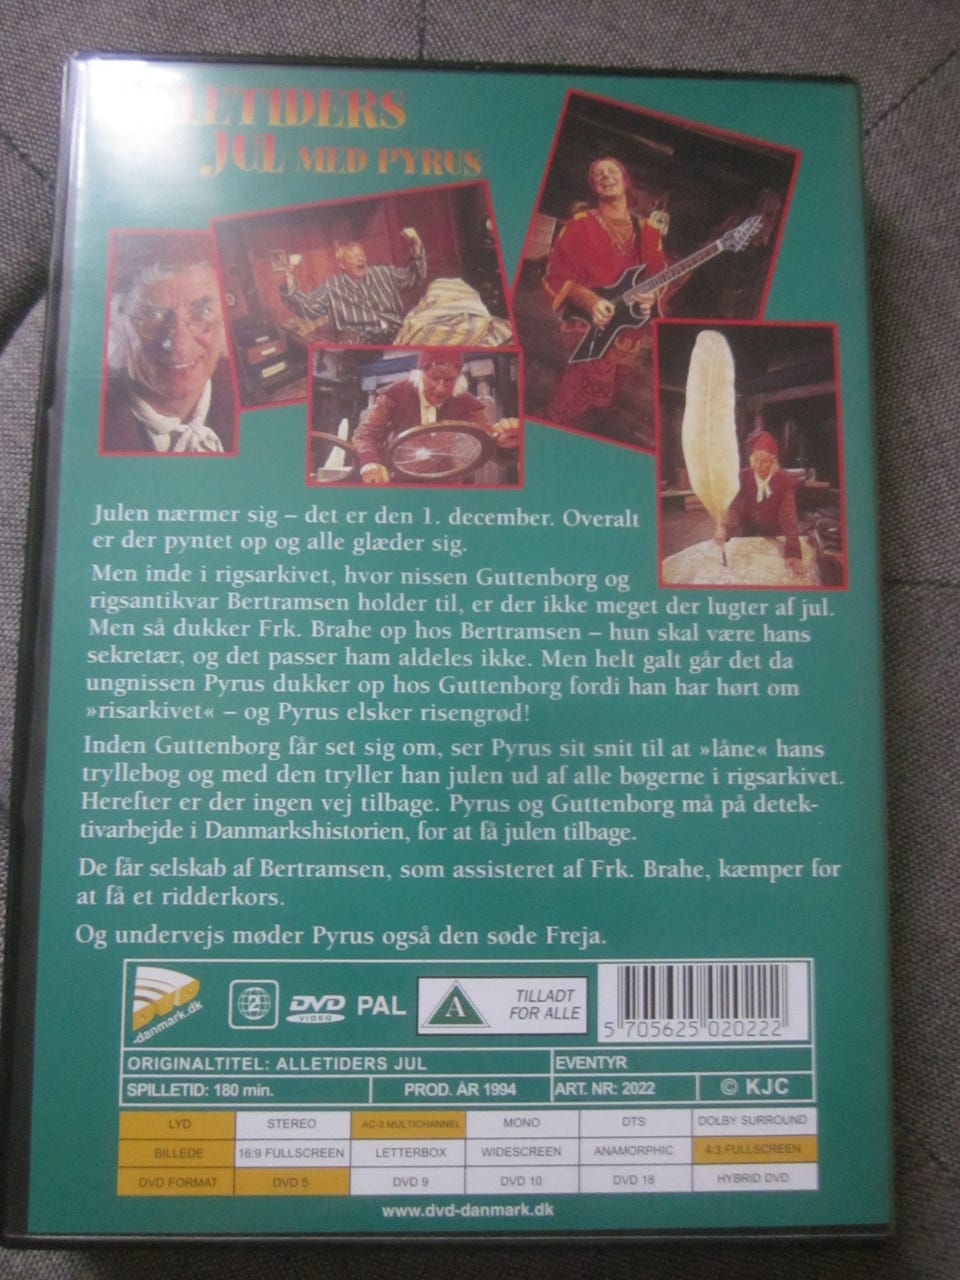 LETIDERS
JUL MED PYRUS
Julen nærmer sig – det er den 1. december. Overalt
er der pyntet op og alle glæder sig.
Men inde i rigsarkivet, hvor nissen Guttenborg og
rigsantikvar Bertramsen holder til, er der ikke meget der lugter af jul.
Men så dukker Frk. Brahe op hos Bertramsen – hun skal være hans
sekretær, og det passer ham aldeles ikke. Men helt galt går det da
ungnissen Pyrus dukker op hos Guttenborg fordi han har hørt om
»risarkivet« – og Pyrus elsker risengrød!
Inden Guttenborg får set sig om, ser Pyrus sit snit til at »låne« hans
tryllebog og med den tryller han julen ud af alle bøgerne i rigsarkivet.
Herefter er der ingen vej tilbage. Pyrus og Guttenborg må på detek-
tivarbejde i Danmarkshistorien, for at få julen tilbage.
De får selskab af Bertramsen, som assisteret af Frk. Brahe, kæmper for
at få et ridderkors.
Og undervejs møder Pyrus også den søde Freja.
DVD-danmark.dk 2 DVD VIDEO PAL A TILLADT
FOR ALLE
5 705625 020222
ORIGINALTITEL: ALLETIDERS JUL EVENTYR
SPILLETID: 180 min. PROD. ÅR 1994 ART. NR: 2022 © KJC
LYD STEREO AC-3 MULTICHANNEL MONO DTS DOLBY SURROUND
BILLEDE 16:9 FULLSCREEN LETTERBOX WIDESCREEN ANAMORPHIC 4:3 FULLSCREEN
DVD FORMAT DVD 5 DVD 9 DVD 10 DVD 18 HYBRID DVD
www.dvd-danmark.dk